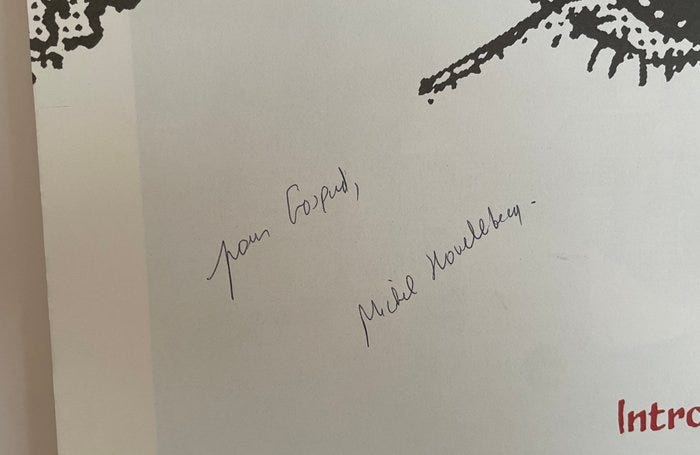 pour Gaspard,
Michel Houellebecq.
Intro